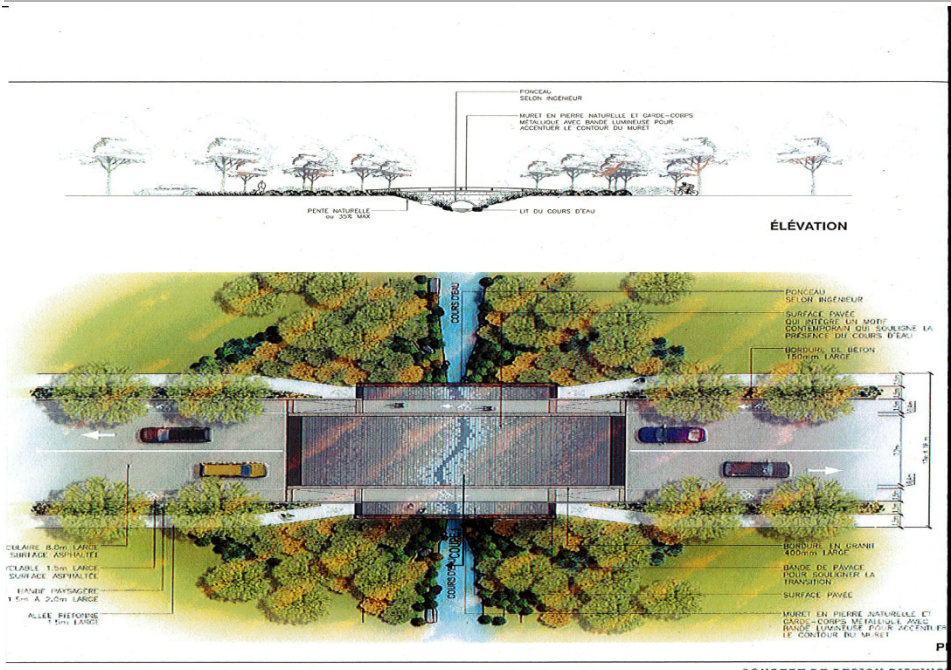 PONCEAU
SELON INGÉNIEUR
MURET EN PIERRE NATURELLE ET GARDE-CORPS
MÉTALLIQUE AVEC BANDE LUMINEUSE POUR
ACCENTUER LE CONTOUR DU MURET
PENTE NATURELLE
ou 35% MAX
LIT DU COURS D'EAU
ÉLÉVATION
COURS D'EAU
PONCEAU
SELON INGÉNIEUR
SURFACE PAVÉE
QUI INTÈGRE UN MOTIF
CONTEMPORAIN QUI SOULIGNE LA
PRÉSENCE DU COURS D'EAU
BORDURE DE BÉTON
150mm LARGE
CULAIRE 8.0m LARGE
SURFACE ASPHALTÉE
YCLABLE 1.5m LARGE
SURFACE ASPHALTÉE
BANDE PAYSAGÈRE
1.5m À 2.0m LARGE
ALLÉE PIÉTONNE
1.5m LARGE
COURS D'EAU
BORDURE EN GRANIT
400mm LARGE
BANDE DE PAVAGE
POUR SOULIGNER LA
TRANSITION
SURFACE PAVÉE
MURET EN PIERRE NATURELLE ET
GARDE-CORPS MÉTALLIQUE AVEC
BANDE LUMINEUSE POUR ACCENTUER
LE CONTOUR DU MURET
P